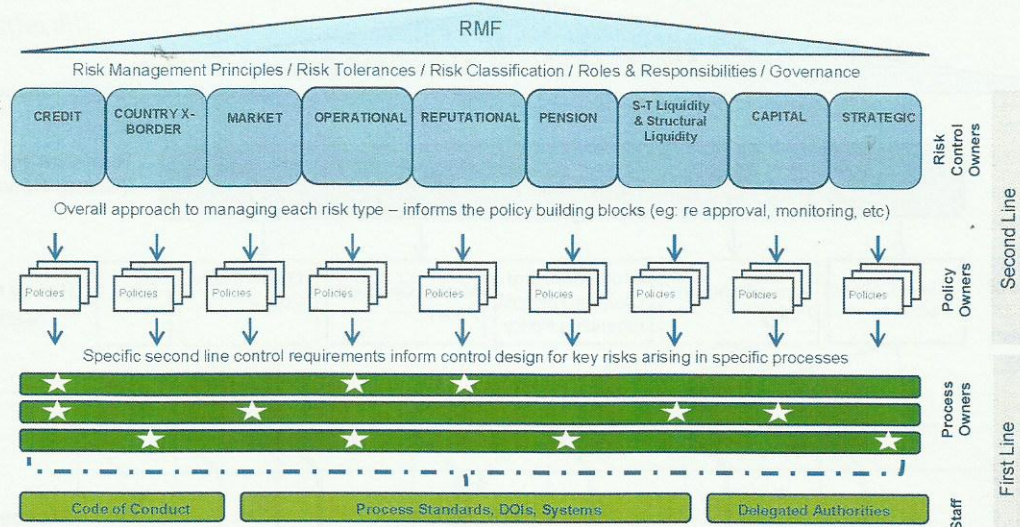 RMF
Risk Management Principles / Risk Tolerances / Risk Classification / Roles & Responsibilities / Governance
CREDIT
COUNTRY X-
BORDER
MARKET
OPERATIONAL
REPUTATIONAL
PENSION
S-T Liquidity
& Structural
Liquidity
CAPITAL
STRATEGIC
Risk
Control
Owners
Overall approach to managing each risk type – informs the policy building blocks (eg: re approval, monitoring, etc)
Policies
Policies
Policies
Policies
Policies
Policies
Policies
Policies
Policies
Policy
Owners
Second Line
Specific second line control requirements inform control design for key risks arising in specific processes
Process
Owners
First Line
Code of Conduct
Process Standards, DOIs, Systems
Delegated Authorities
Staff